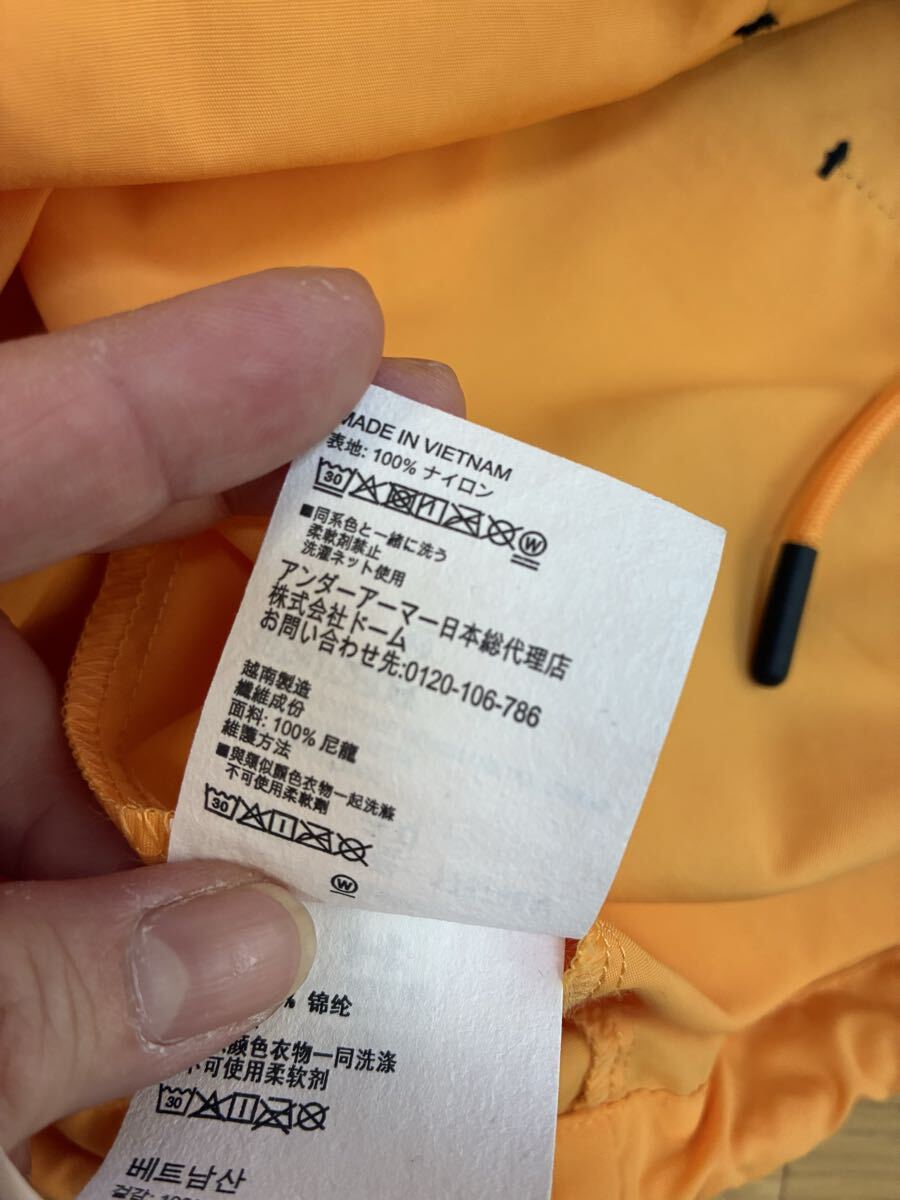 MADE IN VIETNAM
表地: 100% ナイロン
30 W
■同系色と一緒に洗う
柔軟剤禁止
洗濯ネット使用
アンダーアーマー日本総代理店
株式会社ドーム
お問い合わせ先:0120-106-786
越南製造
纖維成份
面料: 100% 尼龍
維護方法
■與類似顏色衣物一起洗滌
不可使用柔軟劑
30
W
% 锦纶
颜色衣物一同洗涤
不可使用柔软剂
30
베트남산
겉감: 100%